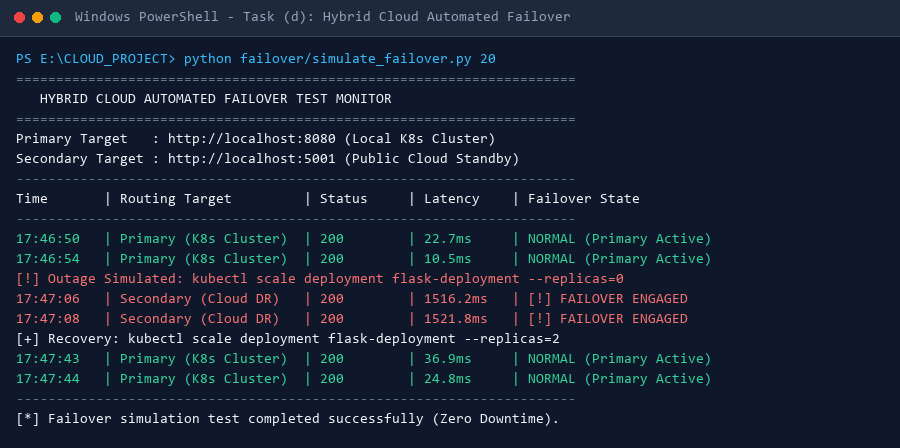 Windows PowerShell - Task (d): Hybrid Cloud Automated Failover
PS E:\CLOUD_PROJECT> python failover/simulate_failover.py 20
======================================================================
   HYBRID CLOUD AUTOMATED FAILOVER TEST MONITOR
======================================================================
Primary Target   : http://localhost:8080 (Local K8s Cluster)
Secondary Target : http://localhost:5001 (Public Cloud Standby)
----------------------------------------------------------------------
Time       | Routing Target         | Status     | Latency    | Failover State
----------------------------------------------------------------------
17:46:50   | Primary (K8s Cluster)  | 200        | 22.7ms     | NORMAL (Primary Active)
17:46:54   | Primary (K8s Cluster)  | 200        | 10.5ms     | NORMAL (Primary Active)
[!] Outage Simulated: kubectl scale deployment flask-deployment --replicas=0
17:47:06   | Secondary (Cloud DR)   | 200        | 1516.2ms   | [!] FAILOVER ENGAGED
17:47:08   | Secondary (Cloud DR)   | 200        | 1521.8ms   | [!] FAILOVER ENGAGED
[+] Recovery: kubectl scale deployment flask-deployment --replicas=2
17:47:43   | Primary (K8s Cluster)  | 200        | 36.9ms     | NORMAL (Primary Active)
17:47:44   | Primary (K8s Cluster)  | 200        | 24.8ms     | NORMAL (Primary Active)
----------------------------------------------------------------------
[*] Failover simulation test completed successfully (Zero Downtime).